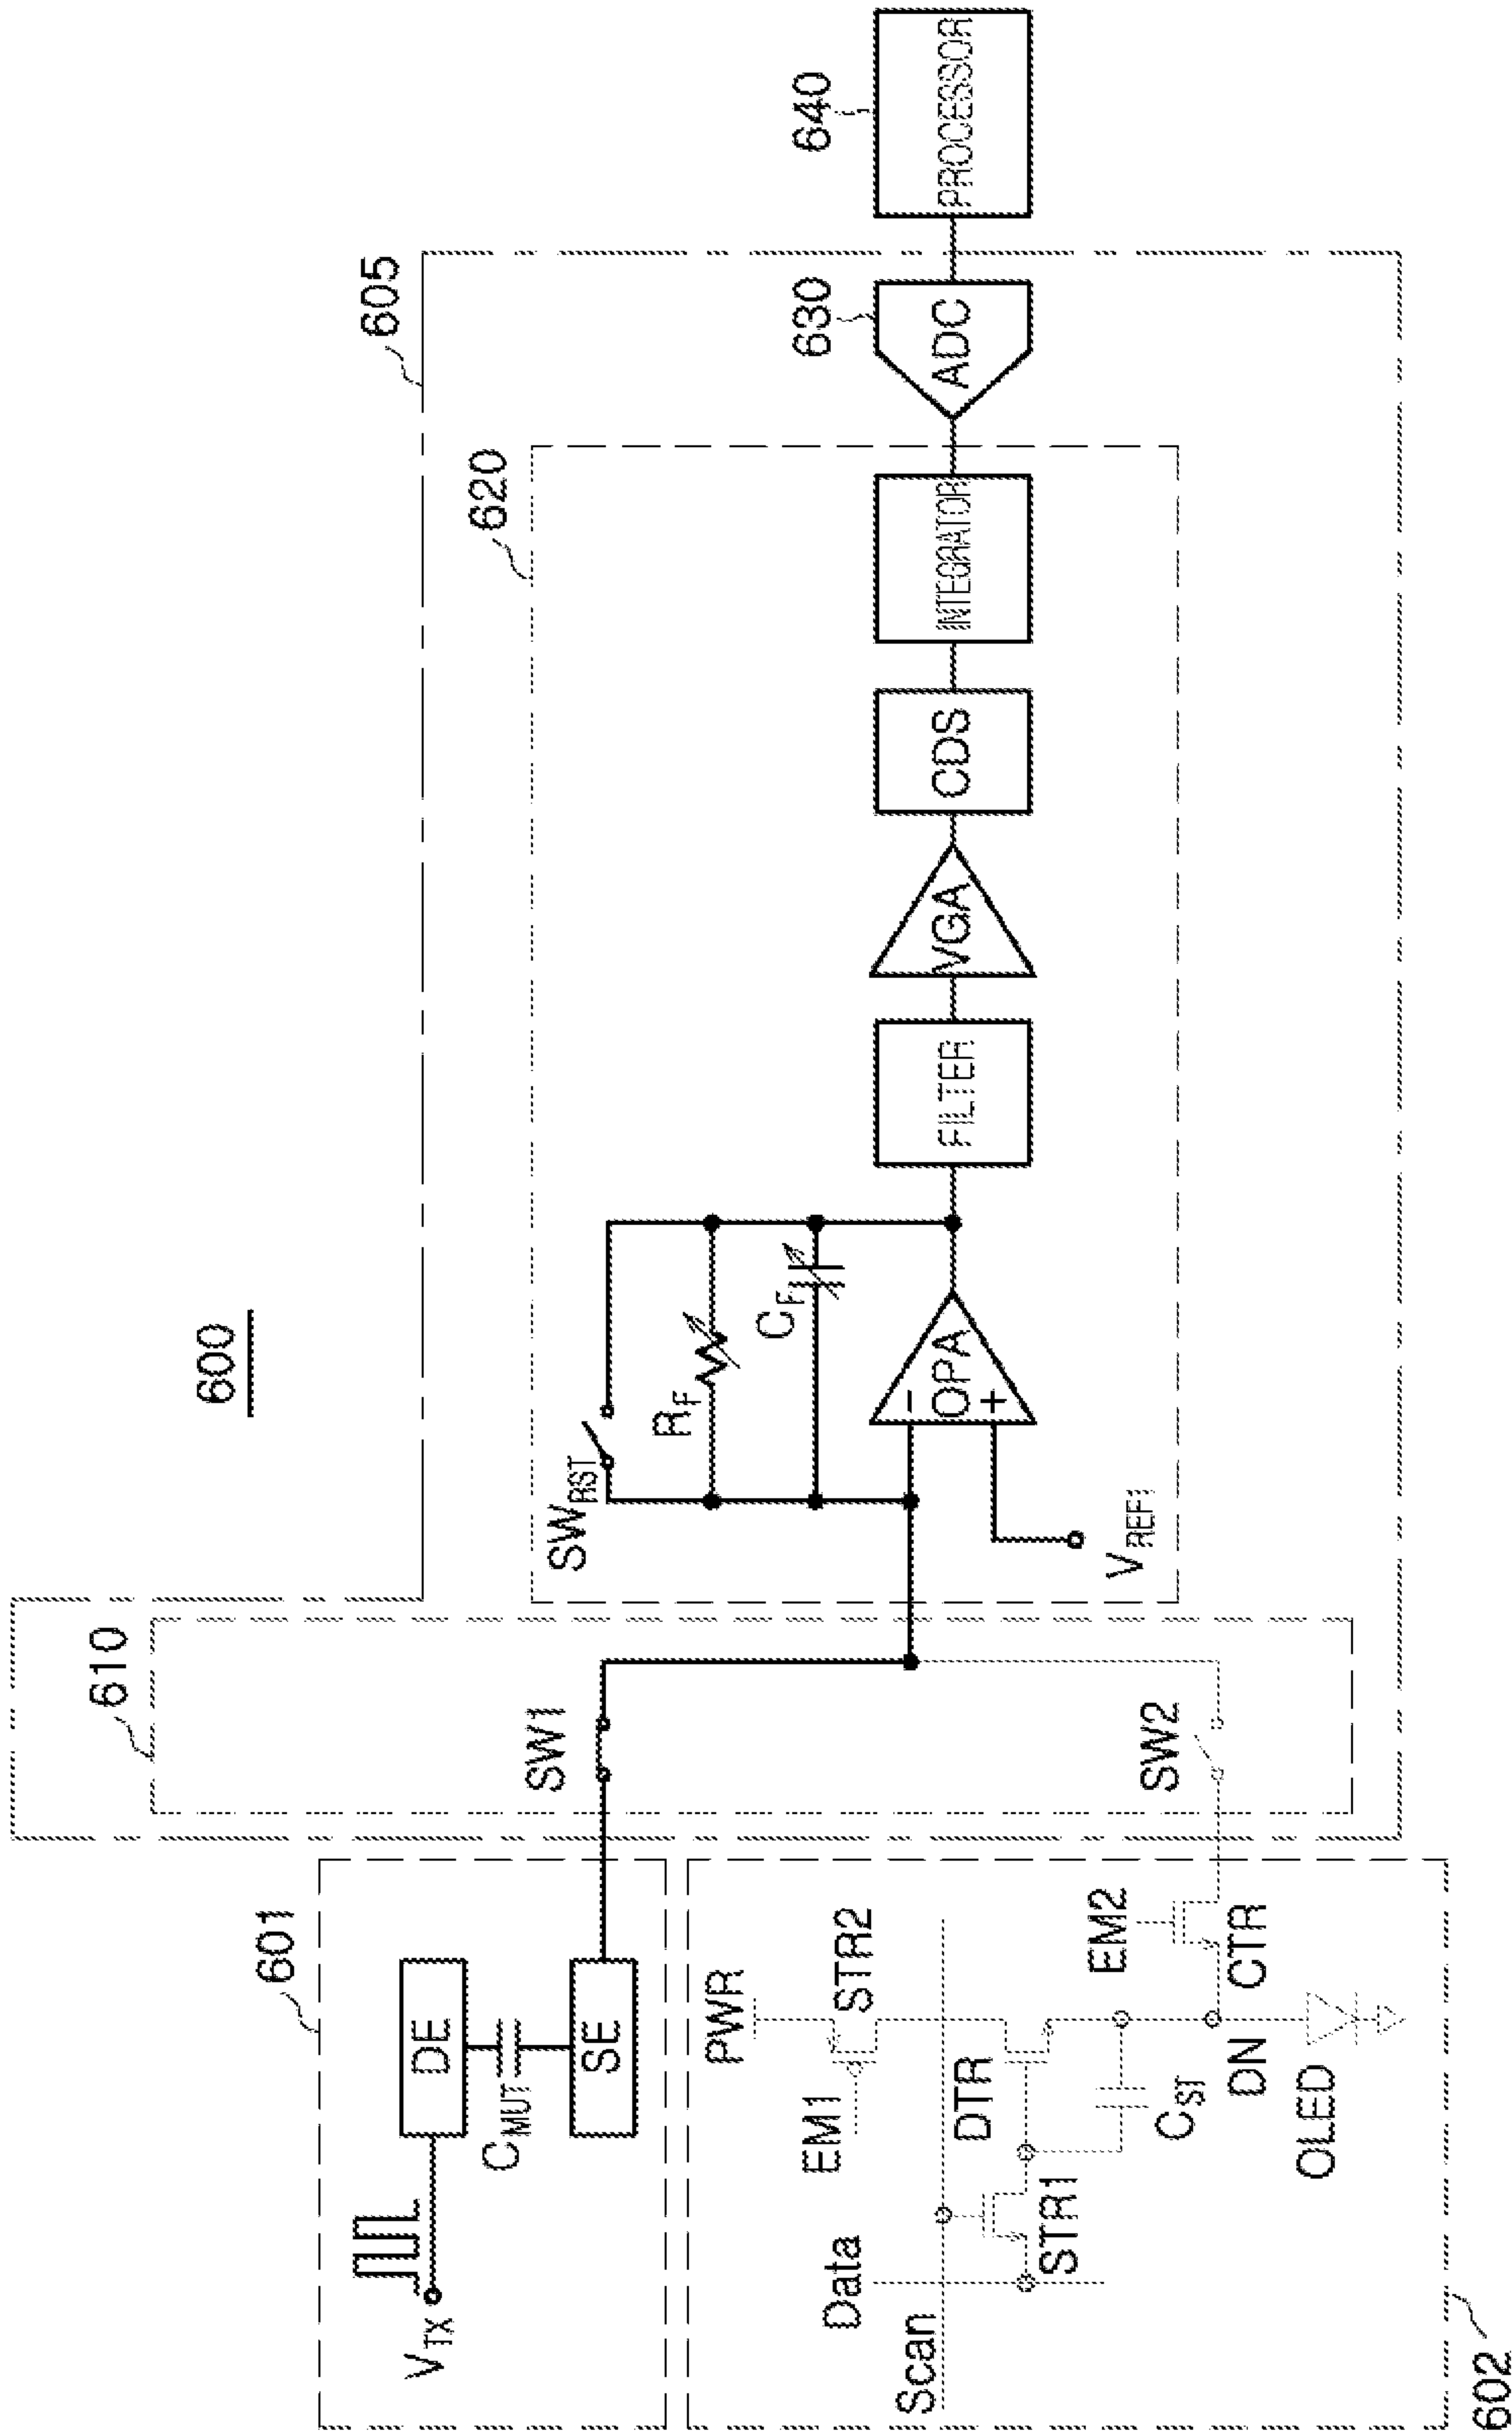 600
601
V_TX
DE
C_MUT
SE
610
SW1
SW2
605
620
SW_RST
R_F
C_F
OPA
-
+
V_REF1
FILTER
VGA
CDS
INTEGRATOR
630
ADC
640
PROCESSOR
602
PWR
EM1
STR2
Data
Scan
STR1
DTR
C_ST
EM2
CTR
DN
OLED